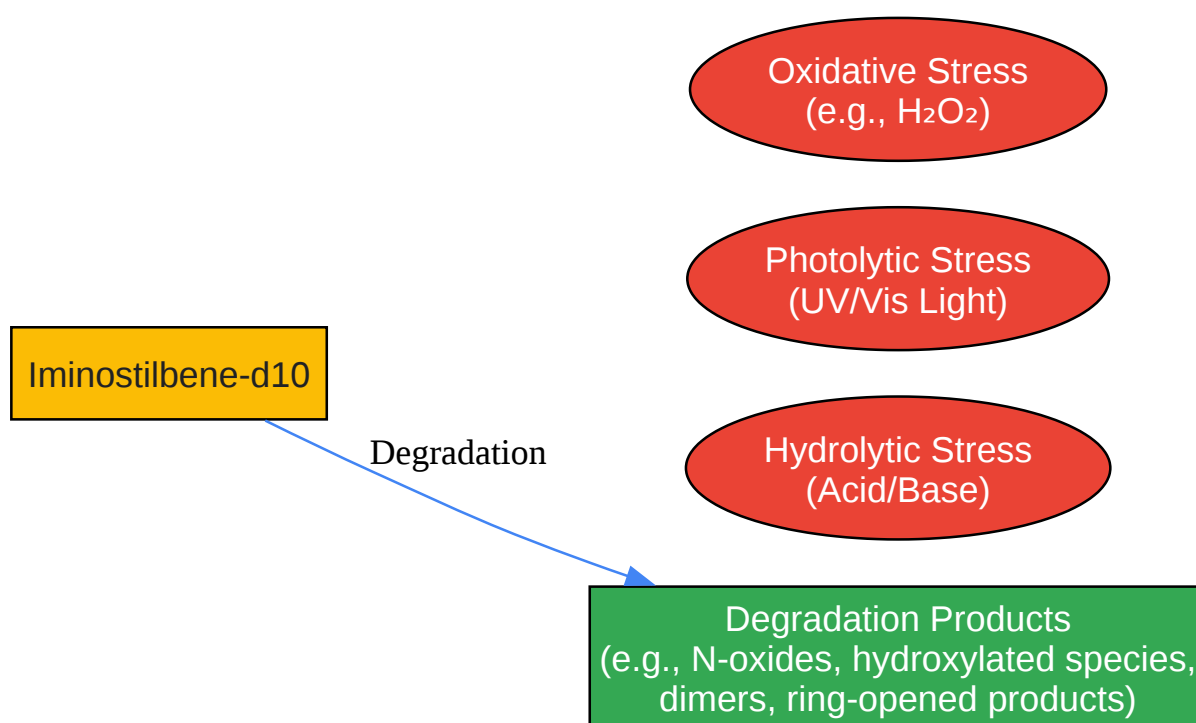 Oxidative Stress
(e.g., H₂O₂)
Photolytic Stress
(UV/Vis Light)
Iminostilbene-d10
Hydrolytic Stress
(Acid/Base)
Degradation
Degradation Products
(e.g., N-oxides, hydroxylated species,
dimers, ring-opened products)